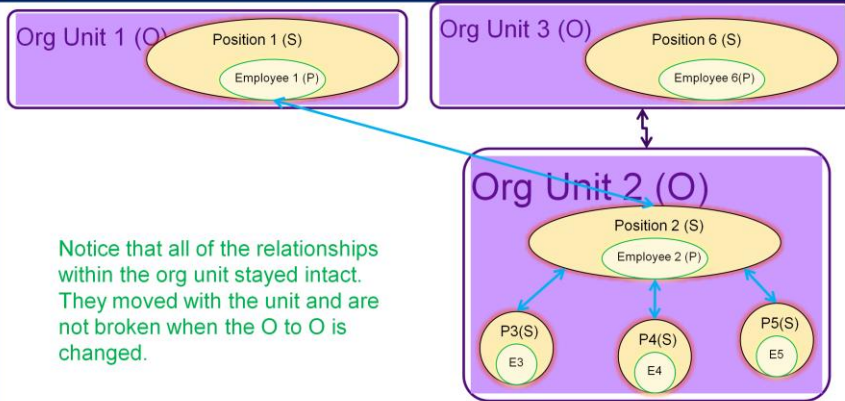 Org Unit 1 (O)
Position 1 (S)
Employee 1 (P)
Org Unit 3 (O)
Position 6 (S)
Employee 6(P)
Org Unit 2 (O)
Position 2 (S)
Employee 2 (P)
P3(S)
E3
P4(S)
E4
P5(S)
E5
Notice that all of the relationships
within the org unit stayed intact.
They moved with the unit and are
not broken when the O to O is
changed.